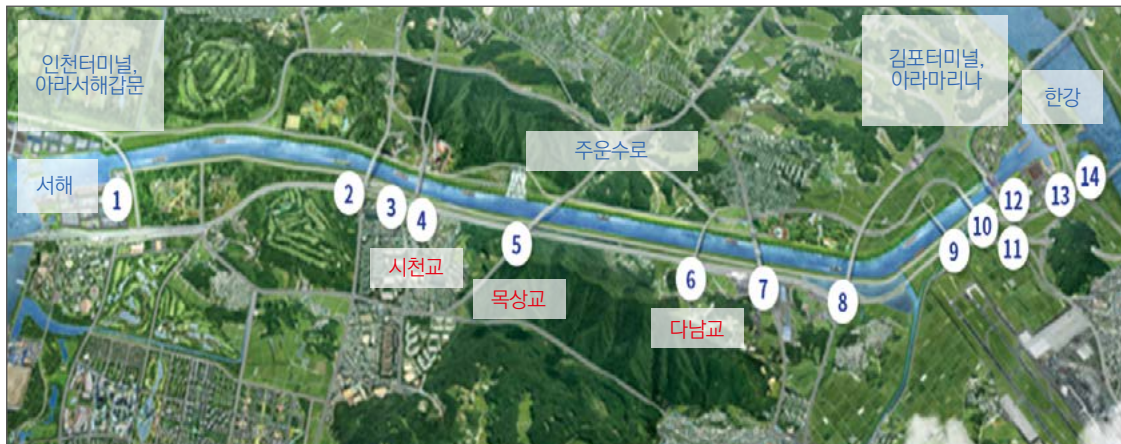 인천터미널,
아라서해갑문
김포터미널,
아라마리나
한강
주운수로
서해
1
2
3
4
5
6
7
8
9
10
11
12
13
14
시천교
목상교
다남교